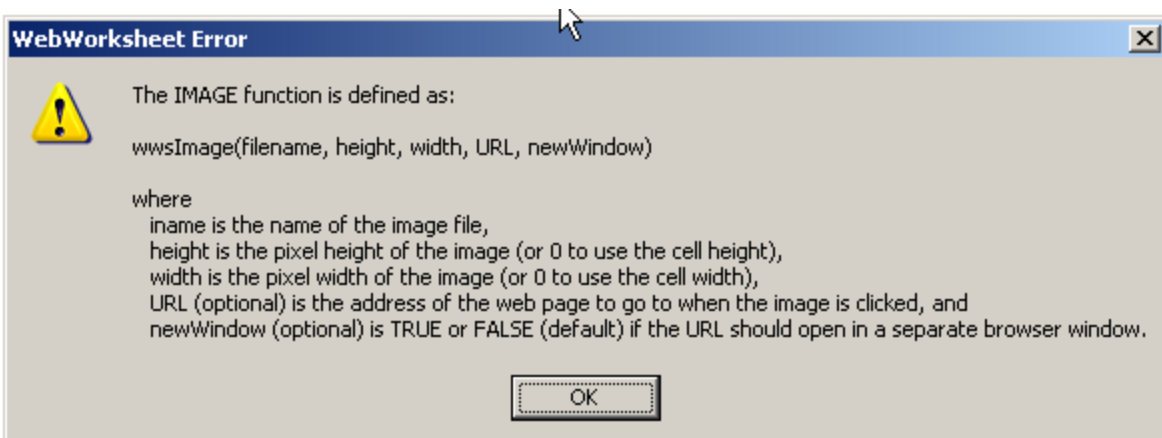 WebWorksheet Error
The IMAGE function is defined as:
wwsImage(filename, height, width, URL, newWindow)
where
iname is the name of the image file,
height is the pixel height of the image (or 0 to use the cell height),
width is the pixel width of the image (or 0 to use the cell width),
URL (optional) is the address of the web page to go to when the image is clicked, and
newWindow (optional) is TRUE or FALSE (default) if the URL should open in a separate browser window.
OK